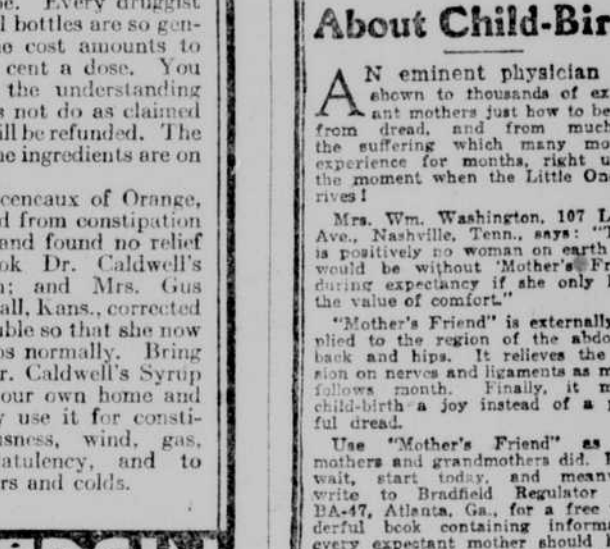 pe. Every druggist
l bottles are so gen-
e cost amounts to
cent a dose. You
the understanding
s not do as claimed
ill be refunded. The
he ingredients are on
cencaux of Orange,
d from constipation
and found no relief
ok Dr. Caldwell's
n; and Mrs. Gus
all, Kans., corrected
uble so that she now
ps normally. Bring
r. Caldwell's Syrup
our own home and
y use it for consti-
usness, wind, gas,
atulency, and to
rs and colds.
About Child-Bir
AN eminent physician
shown to thousands of ex
ant mothers just how to be
from dread, and from much
the suffering which many mo
experience for months, right u
the moment when the Little On
rives!
Mrs. Wm. Washington, 107 L
Ave., Nashville, Tenn., says: "T
is positively no woman on earth
would be without 'Mother's Fr
during expectancy if she only
the value of comfort."
"Mother's Friend" is externally
plied to the region of the abdo
back and hips. It relieves the
sion on nerves and ligaments as m
follows month. Finally, it m
child-birth a joy instead of a p
ful dread.
Use "Mother's Friend" as
mothers and grandmothers did.
wait, start today, and meanw
write to Bradfield Regulator
BA-47, Atlanta, Ga., for a free
derful book containing inform
every expectant mother should